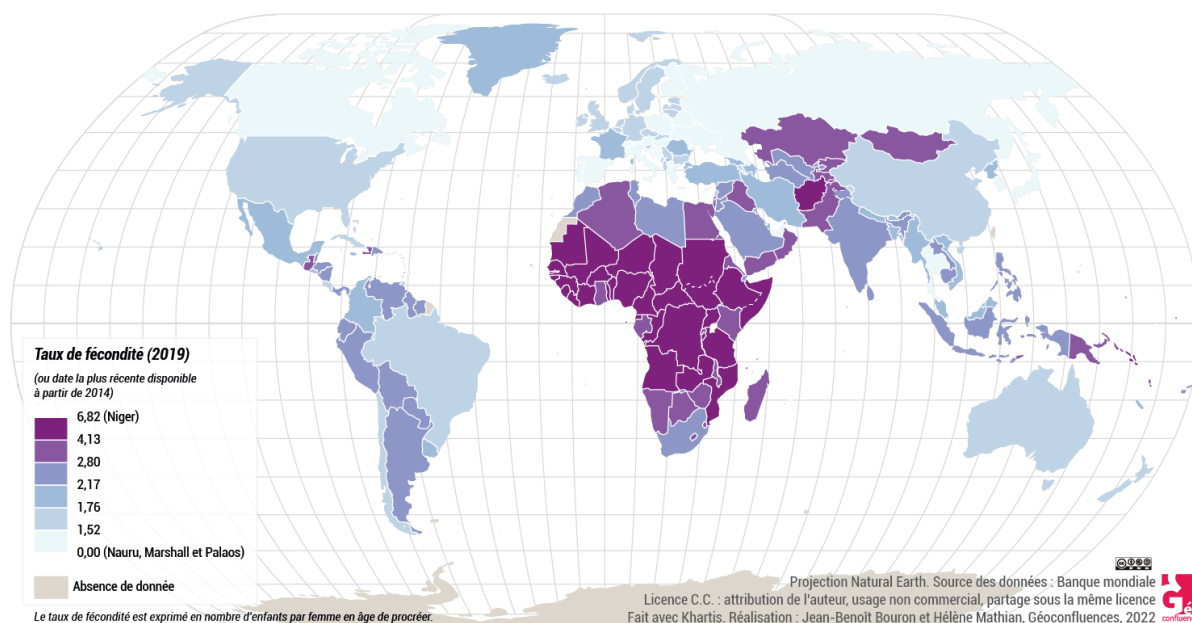 Taux de fécondité (2019)
(ou date la plus récente disponible
à partir de 2014)
6,82 (Niger)
4,13
2,80
2,17
1,76
1,52
0,00 (Nauru, Marshall et Palaos)
Absence de donnée
Le taux de fécondité est exprimé en nombre d'enfants par femme en âge de procréer.
Projection Natural Earth. Source des données : Banque mondiale
Licence C.C. : attribution de l'auteur, usage non commercial, partage sous la même licence
Fait avec Khartis. Réalisation : Jean-Benoît Bouron et Hélène Mathian, Géoconfluences, 2022